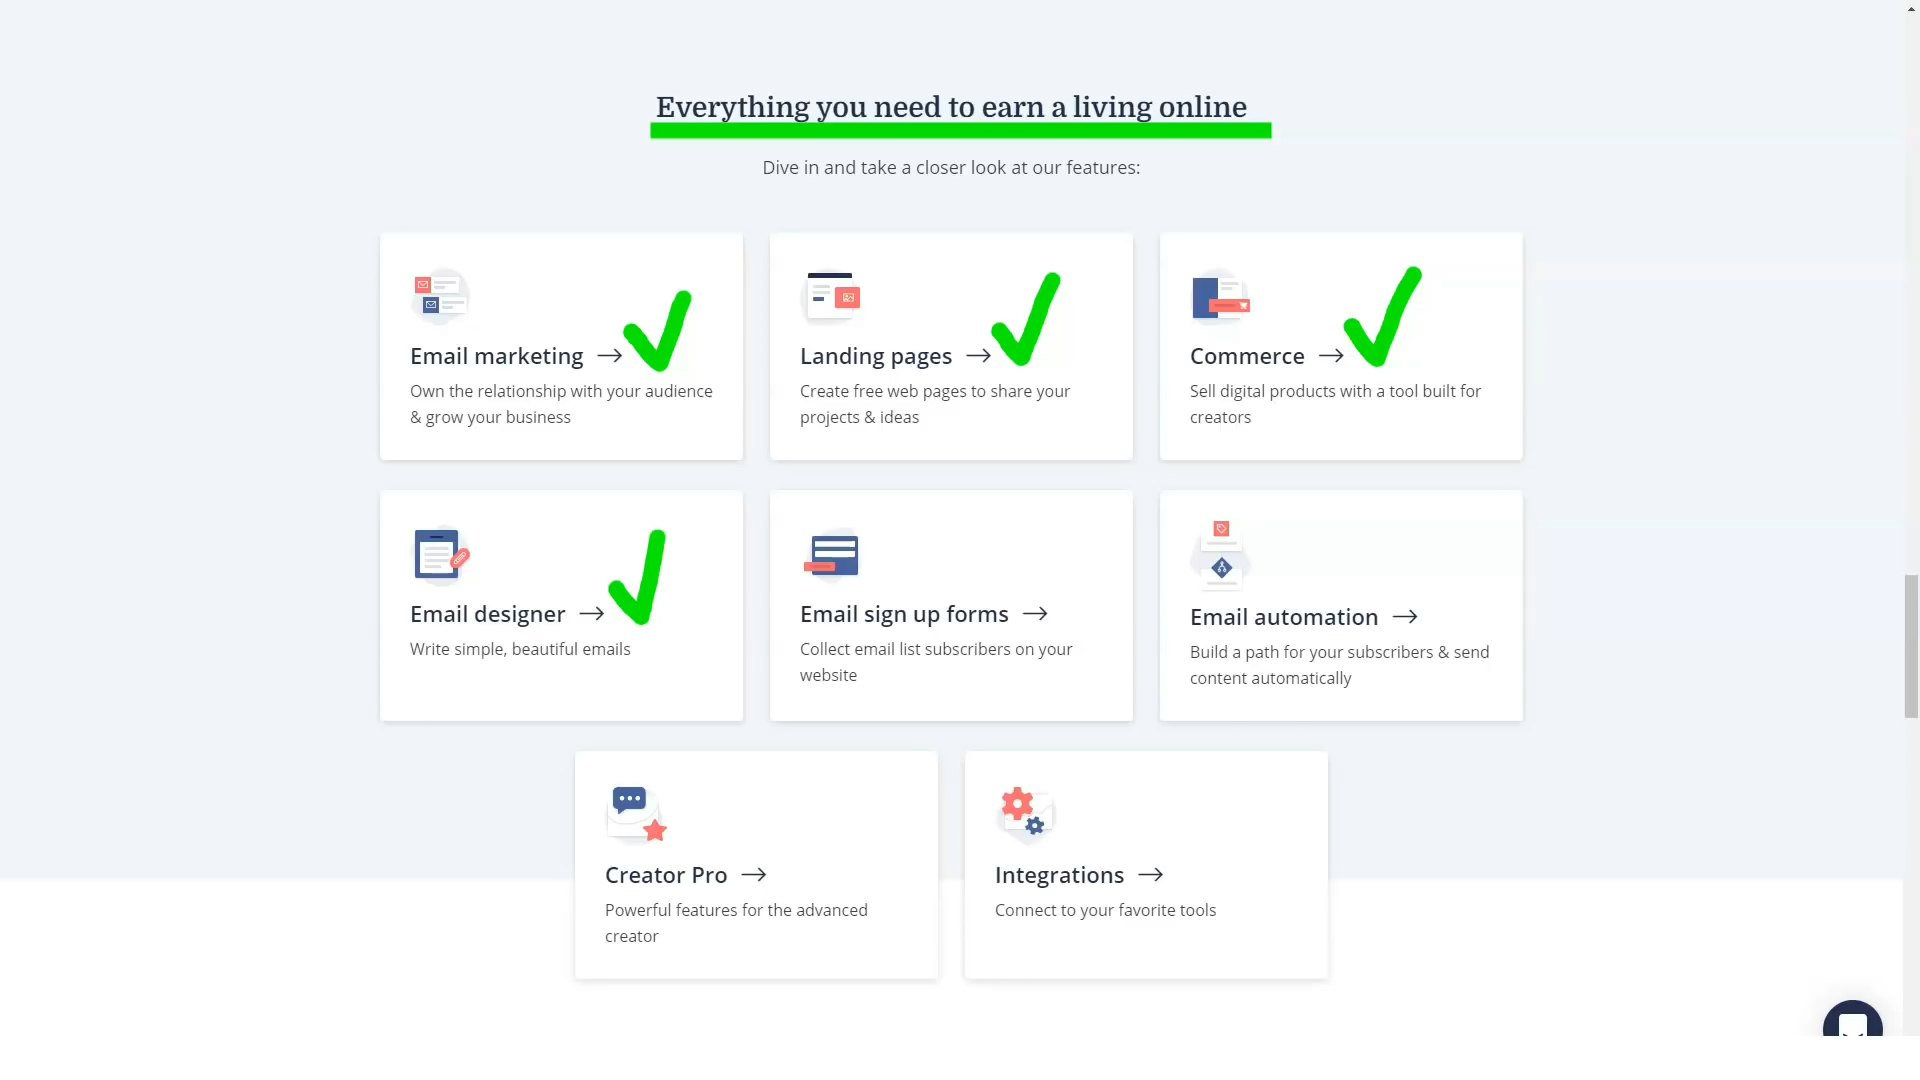 Everything you need to earn a living online
Dive in and take a closer look at our features:
Email marketing →
Own the relationship with your audience
& grow your business
Landing pages →
Create free web pages to share your
projects & ideas
Commerce →
Sell digital products with a tool built for
creators
Email designer →
Write simple, beautiful emails
Email sign up forms →
Collect email list subscribers on your
website
Email automation →
Build a path for your subscribers & send
content automatically
Creator Pro →
Powerful features for the advanced
creator
Integrations →
Connect to your favorite tools